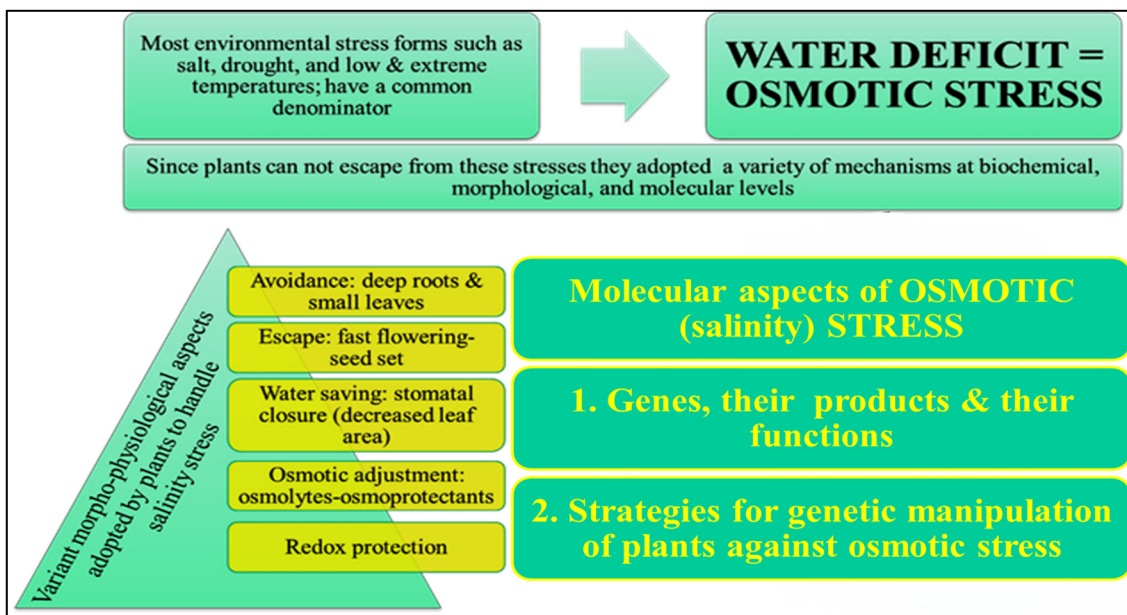 Most environmental stress forms such as
salt, drought, and low & extreme
temperatures; have a common
denominator
WATER DEFICIT =
OSMOTIC STRESS
Since plants can not escape from these stresses they adopted a variety of mechanisms at biochemical,
morphological, and molecular levels
Variant morpho-physiological aspects
adopted by plants to handle
salinity stress
Avoidance: deep roots &
small leaves
Escape: fast flowering-
seed set
Water saving: stomatal
closure (decreased leaf
area)
Osmotic adjustment:
osmolytes-osmoprotectants
Redox protection
Molecular aspects of OSMOTIC
(salinity) STRESS
1. Genes, their products & their
functions
2. Strategies for genetic manipulation
of plants against osmotic stress